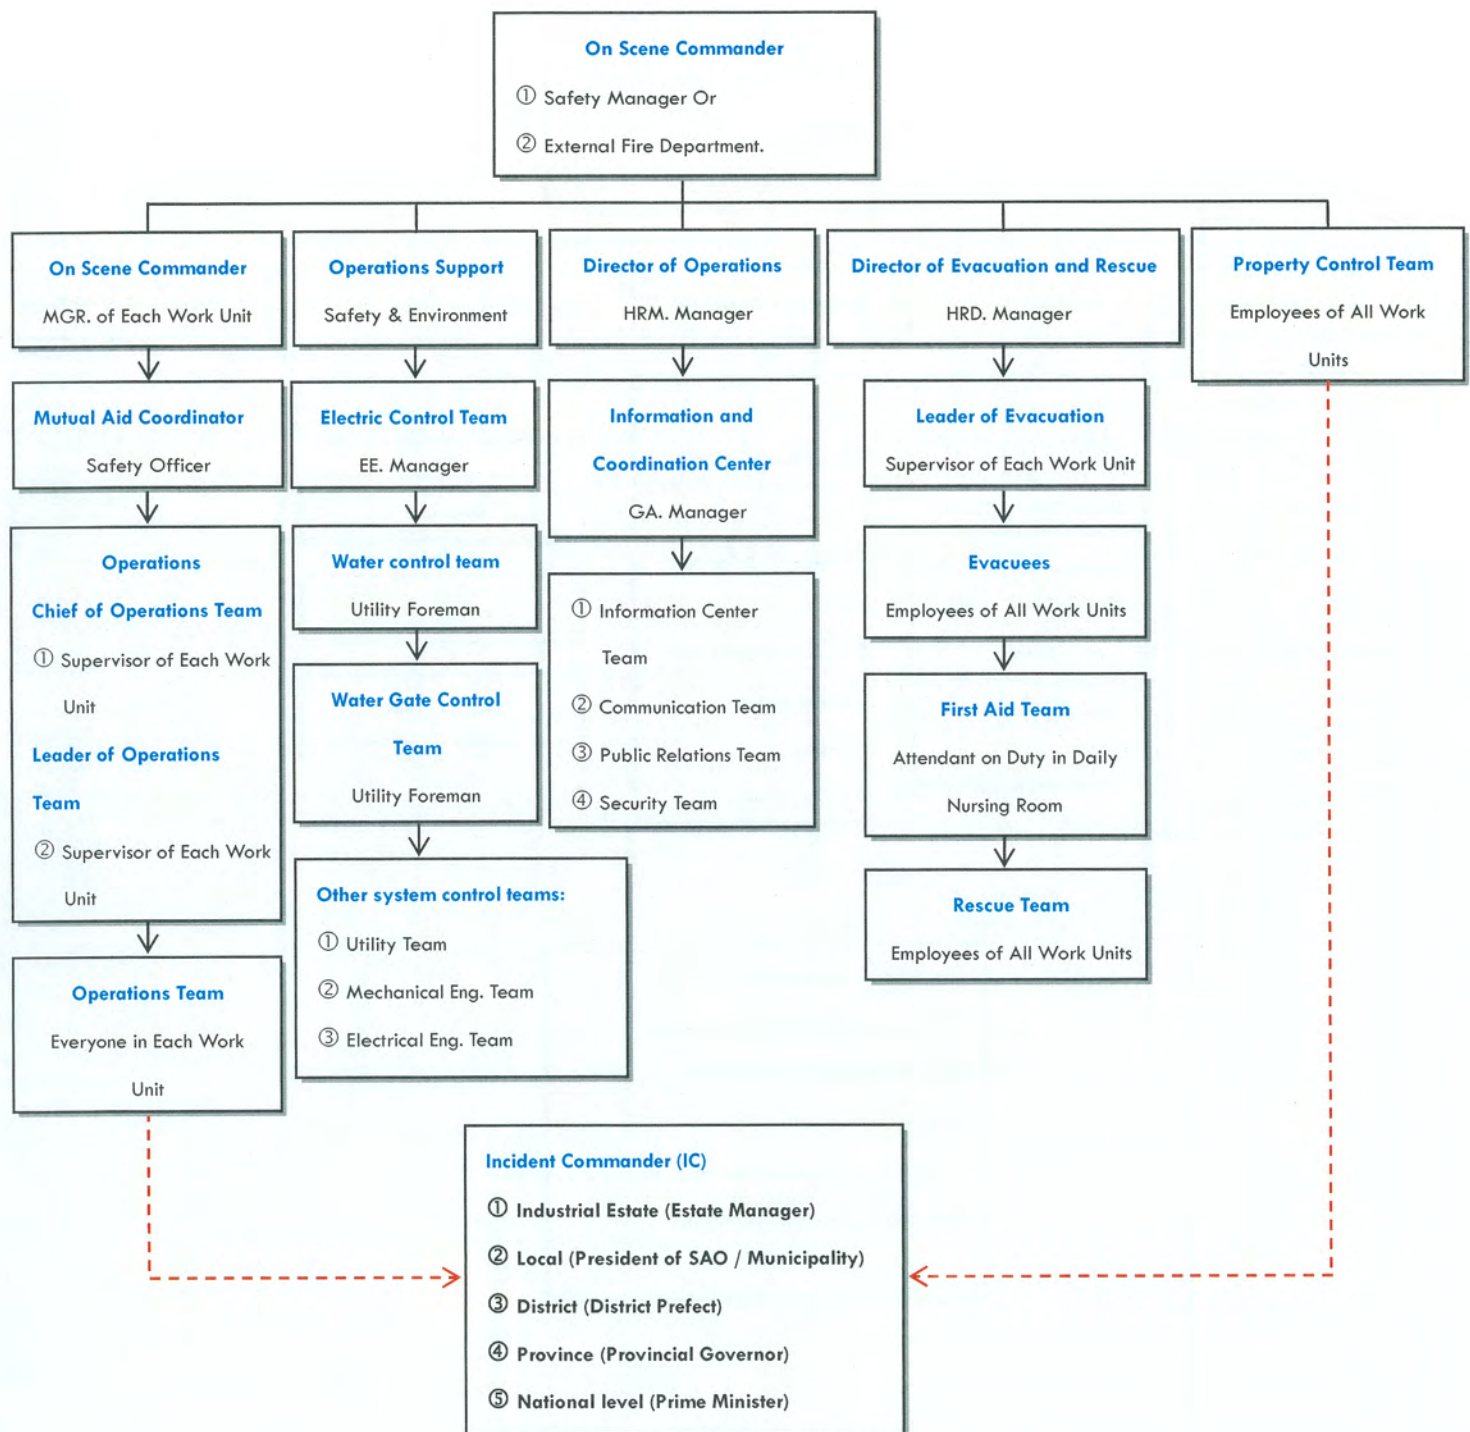 On Scene Commander
① Safety Manager Or
② External Fire Department.
On Scene Commander
MGR. of Each Work Unit
Operations Support
Safety & Environment
Director of Operations
HRM. Manager
Director of Evacuation and Rescue
HRD. Manager
Property Control Team
Employees of All Work
Units
Mutual Aid Coordinator
Safety Officer
Electric Control Team
EE. Manager
Information and
Coordination Center
GA. Manager
Leader of Evacuation
Supervisor of Each Work Unit
Operations
Chief of Operations Team
① Supervisor of Each Work
Unit
Leader of Operations
Team
② Supervisor of Each Work
Unit
Water control team
Utility Foreman
① Information Center
Team
② Communication Team
③ Public Relations Team
④ Security Team
Evacuees
Employees of All Work Units
Water Gate Control
Team
Utility Foreman
First Aid Team
Attendant on Duty in Daily
Nursing Room
Other system control teams:
① Utility Team
② Mechanical Eng. Team
③ Electrical Eng. Team
Rescue Team
Employees of All Work Units
Operations Team
Everyone in Each Work
Unit
Incident Commander (IC)
① Industrial Estate (Estate Manager)
② Local (President of SAO / Municipality)
③ District (District Prefect)
④ Province (Provincial Governor)
⑤ National level (Prime Minister)